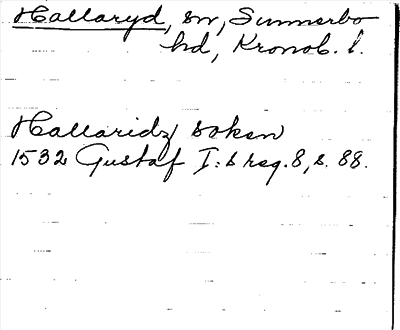 Hallaryd, sn, Sunnerbo
hd, Kronob. l.
Hallaridz soken
1532 Gustaf I:s reg. 8, s. 88.